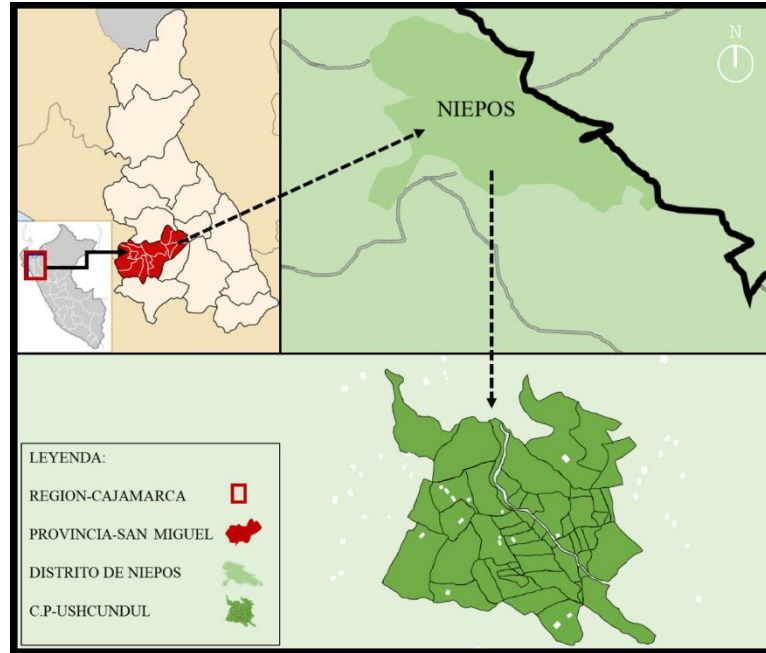 N
NIEPOS
LEYENDA:
REGION-CAJAMARCA
PROVINCIA-SAN MIGUEL
DISTRITO DE NIEPOS
C.P-USHCUNDUL